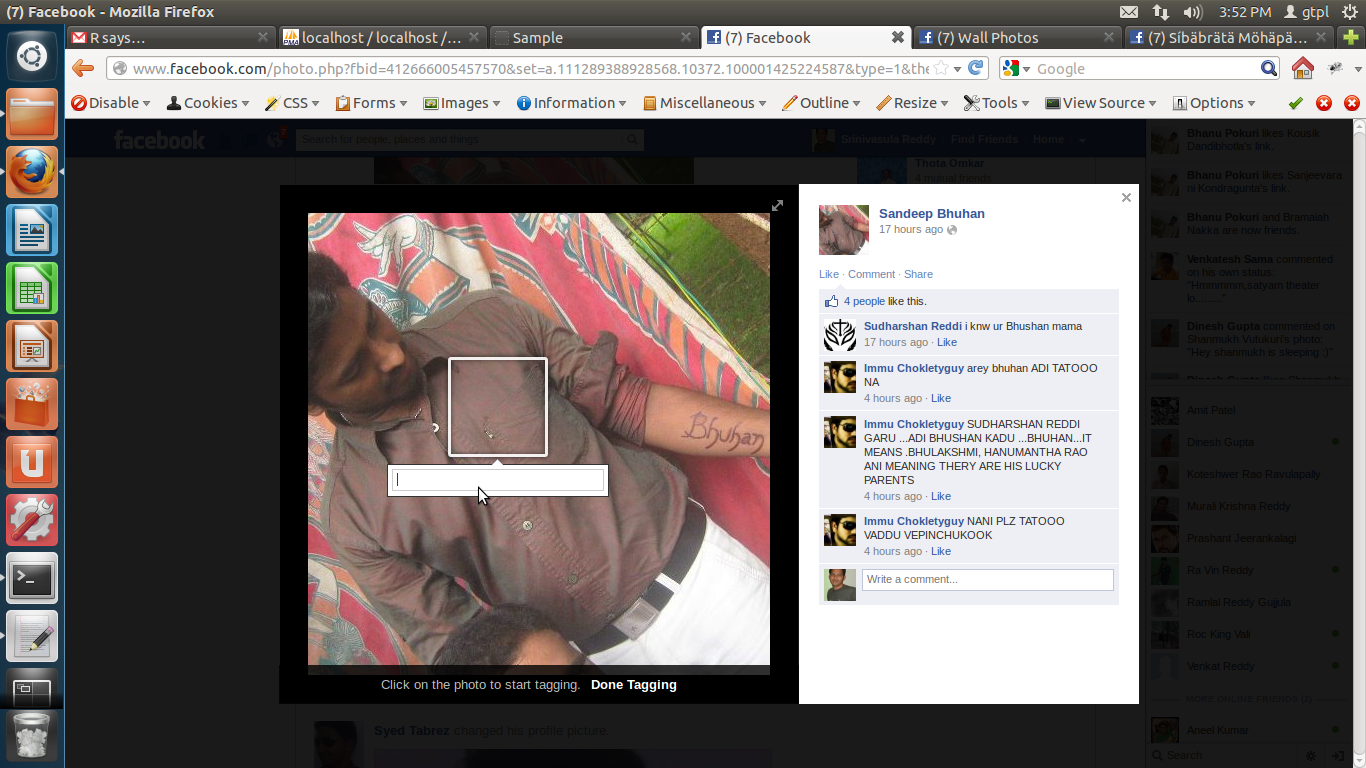 (7) Facebook - Mozilla Firefox
3:52 PM
gtpl
R says…
localhost / localhost /…
Sample
(7) Facebook
(7) Wall Photos
(7) Síbäbrätä Möhäpä…
www.facebook.com/photo.php?fbid=412666005457570&set=a.111289388928568.10372.100001425224587&type=1&the
Google
Disable
Cookies
CSS
Forms
Images
Information
Miscellaneous
Outline
Resize
Tools
View Source
Options
facebook
Search for people, places and things
Srinivasula Reddy
Find Friends
Home
Thota Omkar
4 mutual friends
Bhuhan
Click on the photo to start tagging.
Done Tagging
Syed Tabrez changed his profile picture.
Sandeep Bhuhan
17 hours ago
Like · Comment · Share
4 people like this.
Sudharshan Reddi i knw ur Bhushan mama
17 hours ago · Like
Immu Chokletyguy arey bhuhan ADI TATOOO
NA
4 hours ago · Like
Immu Chokletyguy SUDHARSHAN REDDI
GARU ...ADI BHUSHAN KADU ...BHUHAN...IT
MEANS .BHULAKSHMI, HANUMANTHA RAO
ANI MEANING THERY ARE HIS LUCKY
PARENTS
4 hours ago · Like
Immu Chokletyguy NANI PLZ TATOOO
VADDU VEPINCHUKOOK
4 hours ago · Like
Write a comment...
Bhanu Pokuri likes Kousik
Dandibhotla's link.
Bhanu Pokuri likes Sanjeevara
ni Kondragunta's link.
Bhanu Pokuri and Bramaiah
Nakka are now friends.
Venkatesh Sama commented
on his own status:
"Hmmmmm,satyam theater
Dinesh Gupta commented on
Shanmukh Vutukuri's photo:
"Hey shanmukh is sleeping :)"
Amit Patel
Dinesh Gupta
Koteshwer Rao Ravulapally
Murali Krishna Reddy
Prashant Jeerankalagi
Ra Vin Reddy
Ramlal Reddy Gujjula
Roc King Vali
Venkat Reddy
MORE ONLINE FRIENDS (2)
Aneel Kumar
Search